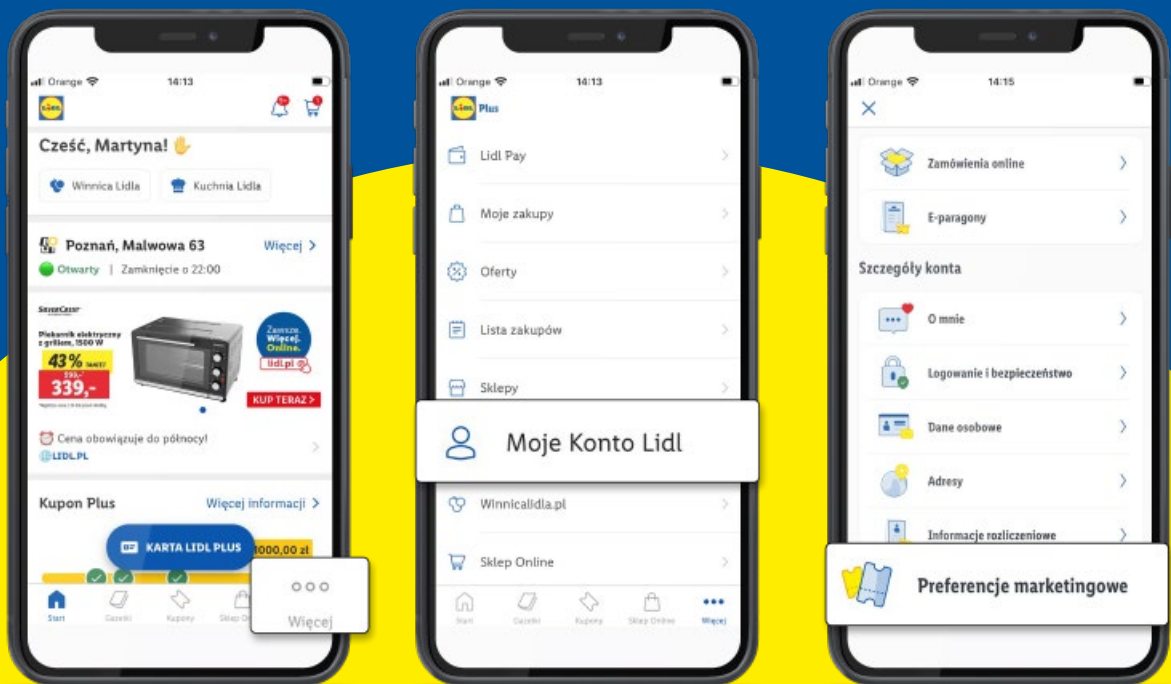 Orange 14:13
LIDL
Cześć, Martyna!
Winnica Lidla Kuchnia Lidla
Poznań, Malwowa 63 Więcej
Otwarty | Zamknięcie o 22:00
SILVERCREST
Piekarnik elektryczny
z grillem, 1500 W
43%
TANIEJ
339,-
Zawsze.
Więcej.
Online.
lidl.pl
KUP TERAZ >
Cena obowiązuje do północy!
LIDL.PL
Kupon Plus Więcej informacji
KARTA LIDL PLUS
1000,00 zł
Start Gazetki Kupony
Więcej
Orange 14:13
LIDL Plus
Lidl Pay
Moje zakupy
Oferty
Lista zakupów
Sklepy
Moje Konto Lidl
Winnicalidla.pl
Sklep Online
Start Gazetki Kupony Sklep Online Więcej
Orange 14:15
Zamówienia online
E-paragony
Szczegóły konta
O mnie
Logowanie i bezpieczeństwo
Dane osobowe
Adresy
Informacje rozliczeniowe
Preferencje marketingowe